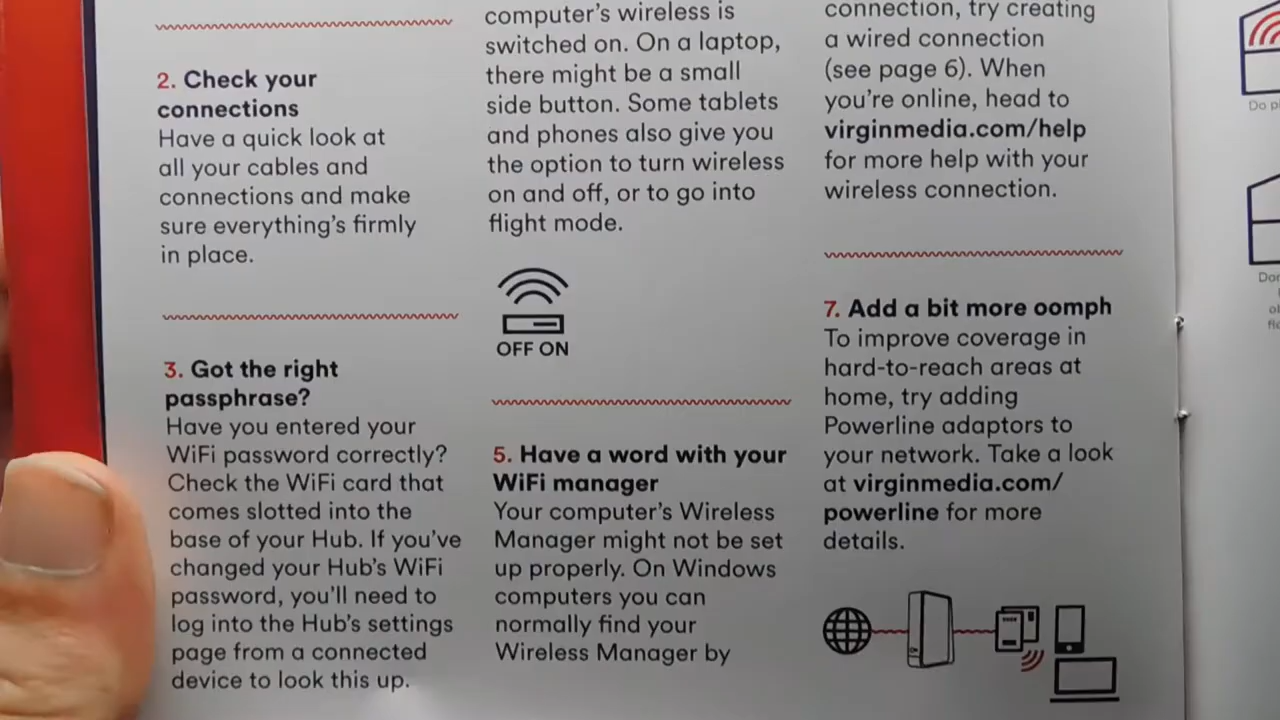 2. Check your
connections
Have a quick look at
all your cables and
connections and make
sure everything's firmly
in place.
3. Got the right
passphrase?
Have you entered your
WiFi password correctly?
Check the WiFi card that
comes slotted into the
base of your Hub. If you've
changed your Hub's WiFi
password, you'll need to
log into the Hub's settings
page from a connected
device to look this up.
computer's wireless is
switched on. On a laptop,
there might be a small
side button. Some tablets
and phones also give you
the option to turn wireless
on and off, or to go into
flight mode.
OFF ON
5. Have a word with your
WiFi manager
Your computer's Wireless
Manager might not be set
up properly. On Windows
computers you can
normally find your
Wireless Manager by
connection, try creating
a wired connection
(see page 6). When
you're online, head to
virginmedia.com/help
for more help with your
wireless connection.
7. Add a bit more oomph
To improve coverage in
hard-to-reach areas at
home, try adding
Powerline adaptors to
your network. Take a look
at virginmedia.com/
powerline for more
details.
Do